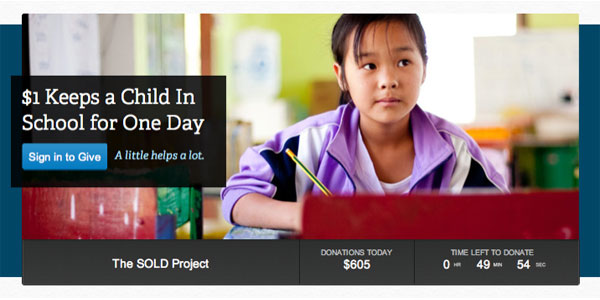 $1 Keeps a Child In
School for One Day
Sign in to Give
A little helps a lot.
The SOLD Project
DONATIONS TODAY
$605
TIME LEFT TO DONATE
0 HR 49 MIN 54 SEC